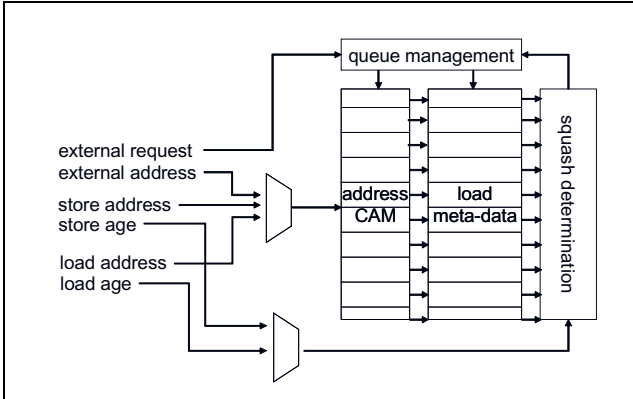 queue management
external request
external address
store address
store age
load address
load age
address
CAM
load
meta-data
squash determination